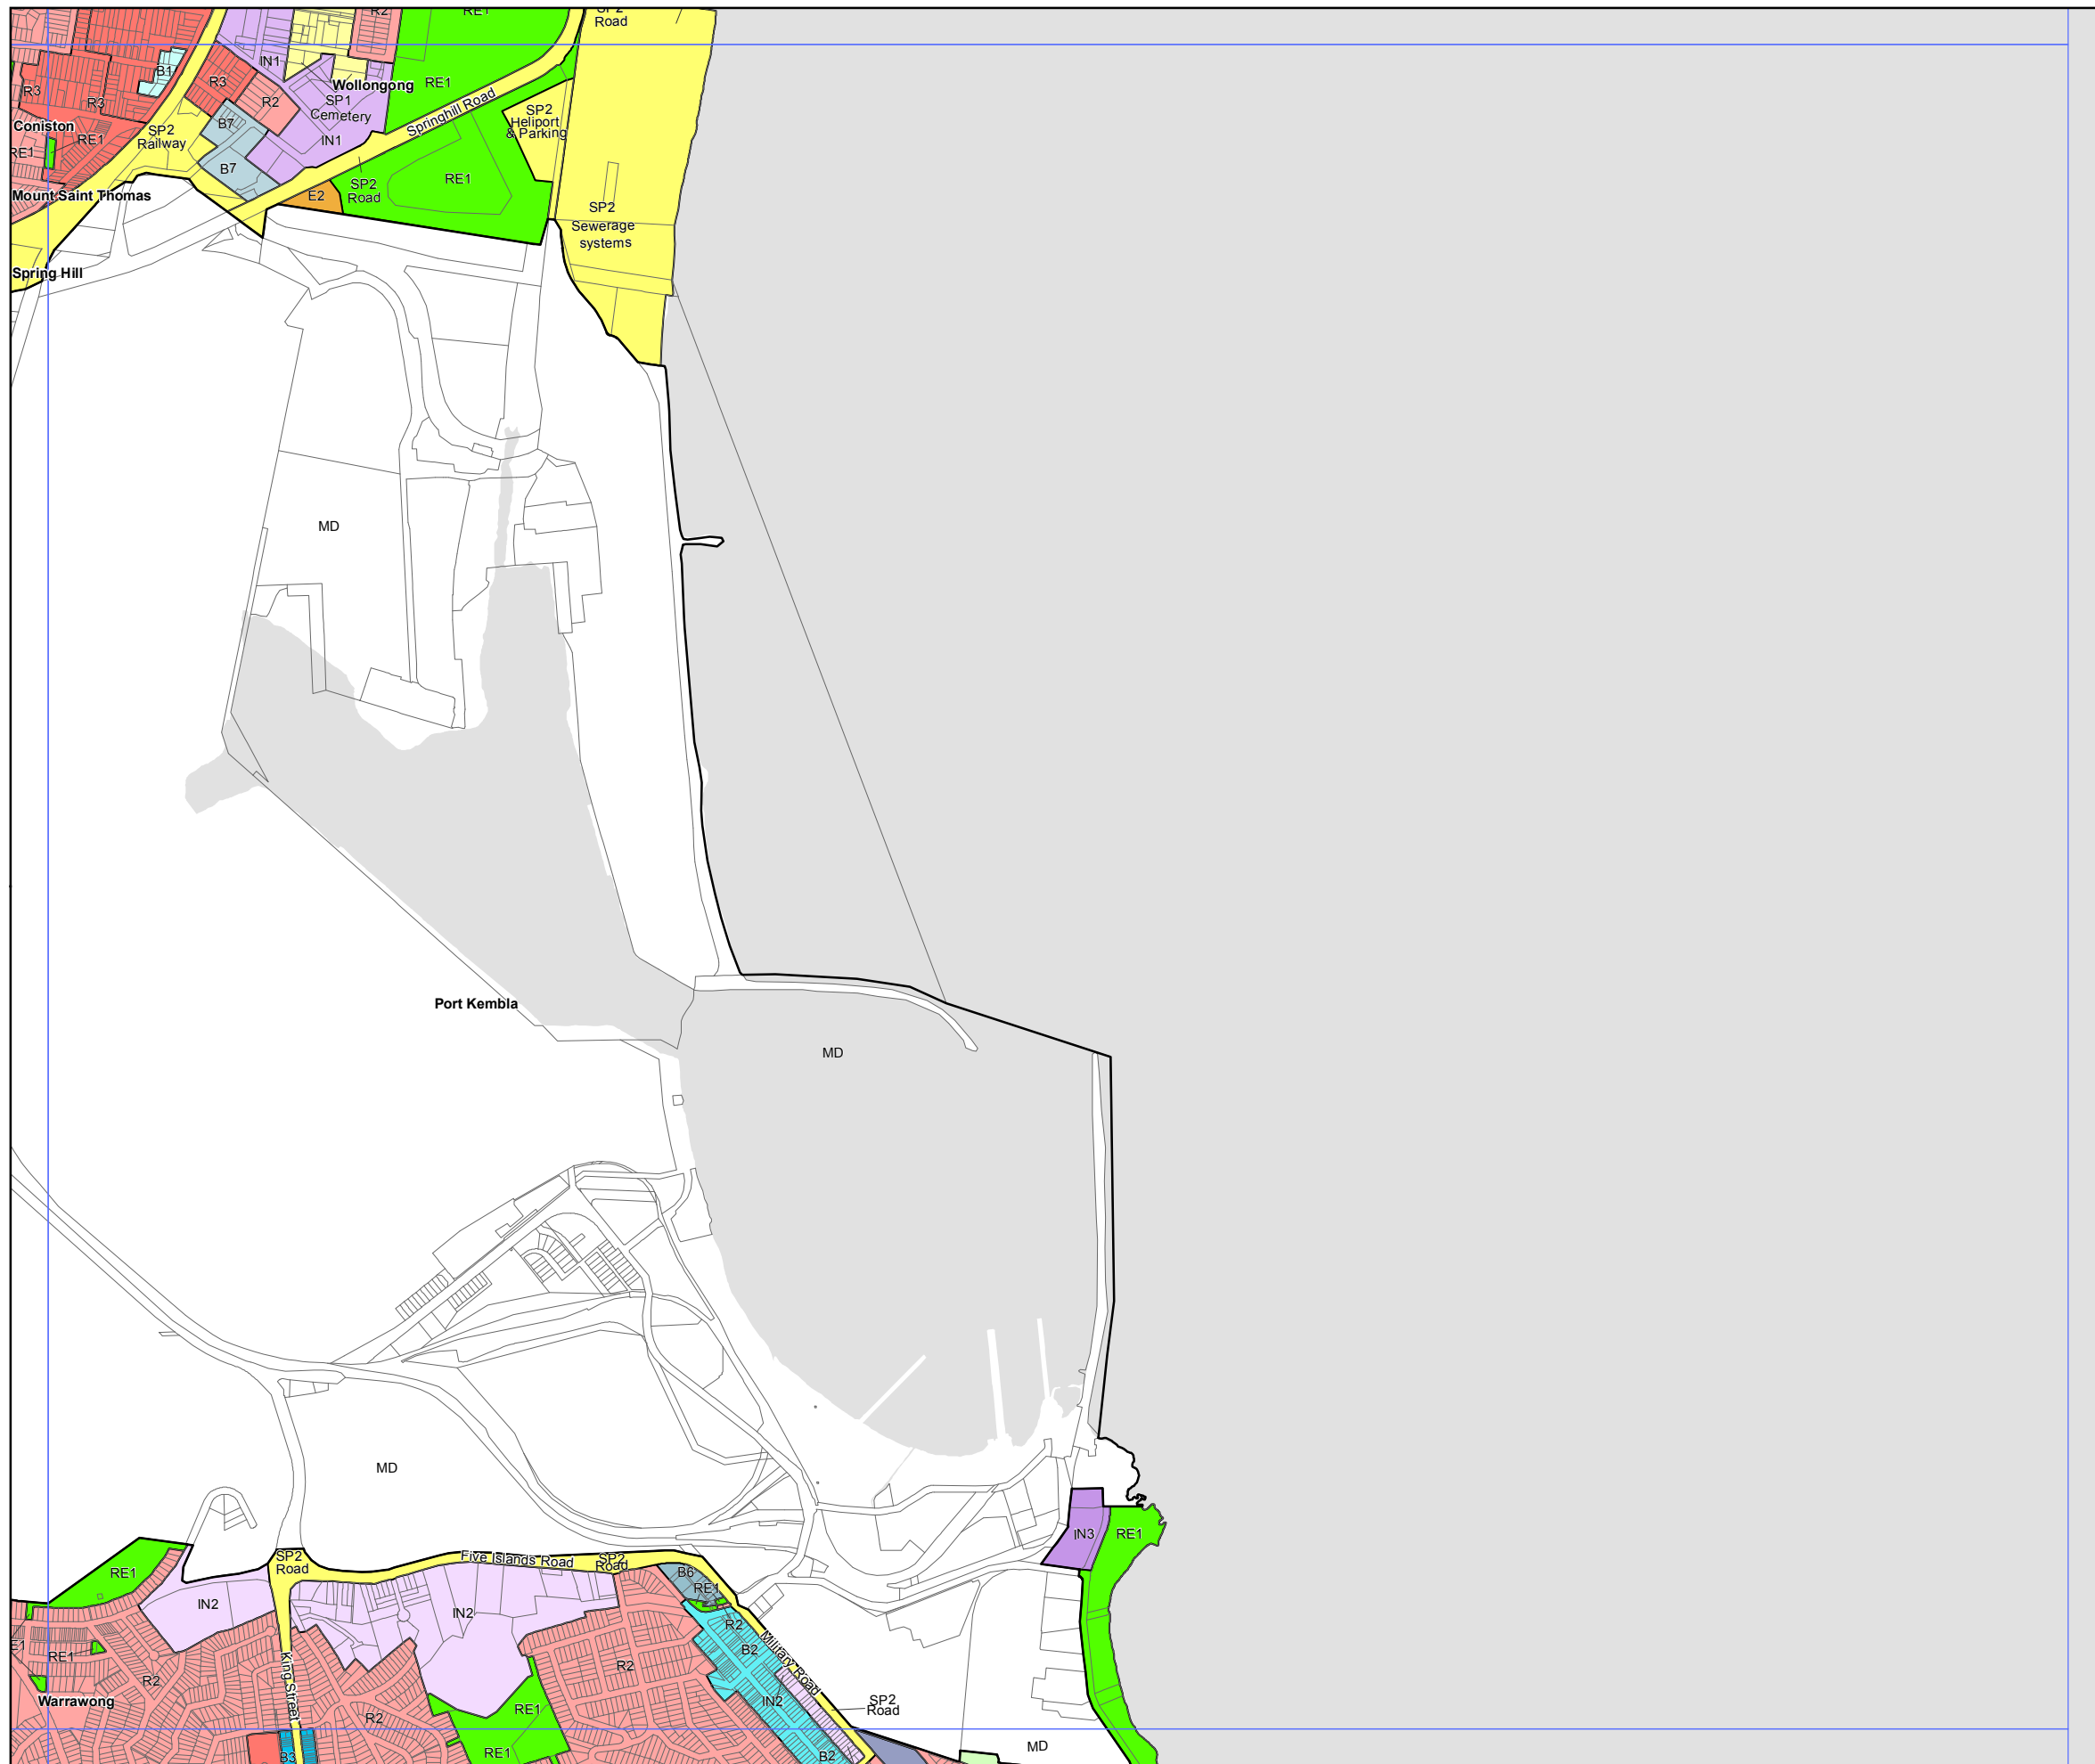 R2
RE1
SP2
Road
B1
IN1
R3
RE1
Wollongong
R3
R3
R2
SP1
Cemetery
Springhill Road
SP2
Heliport
& Parking
Coniston
B7
SP2
Railway
RE1
IN1
RE1
B7
RE1
SP2
Road
E2
Mount Saint Thomas
SP2
Sewerage
systems
Spring Hill
MD
Port Kembla
MD
MD
IN3
RE1
SP2
Road
Five Islands Road
SP2
Road
RE1
B6
RE1
IN2
IN2
R2
B2
Military Road
RE1
R2
R2
King Street
Warrawong
IN2
SP2
Road
R2
RE1
MD
RE1
B3
B2